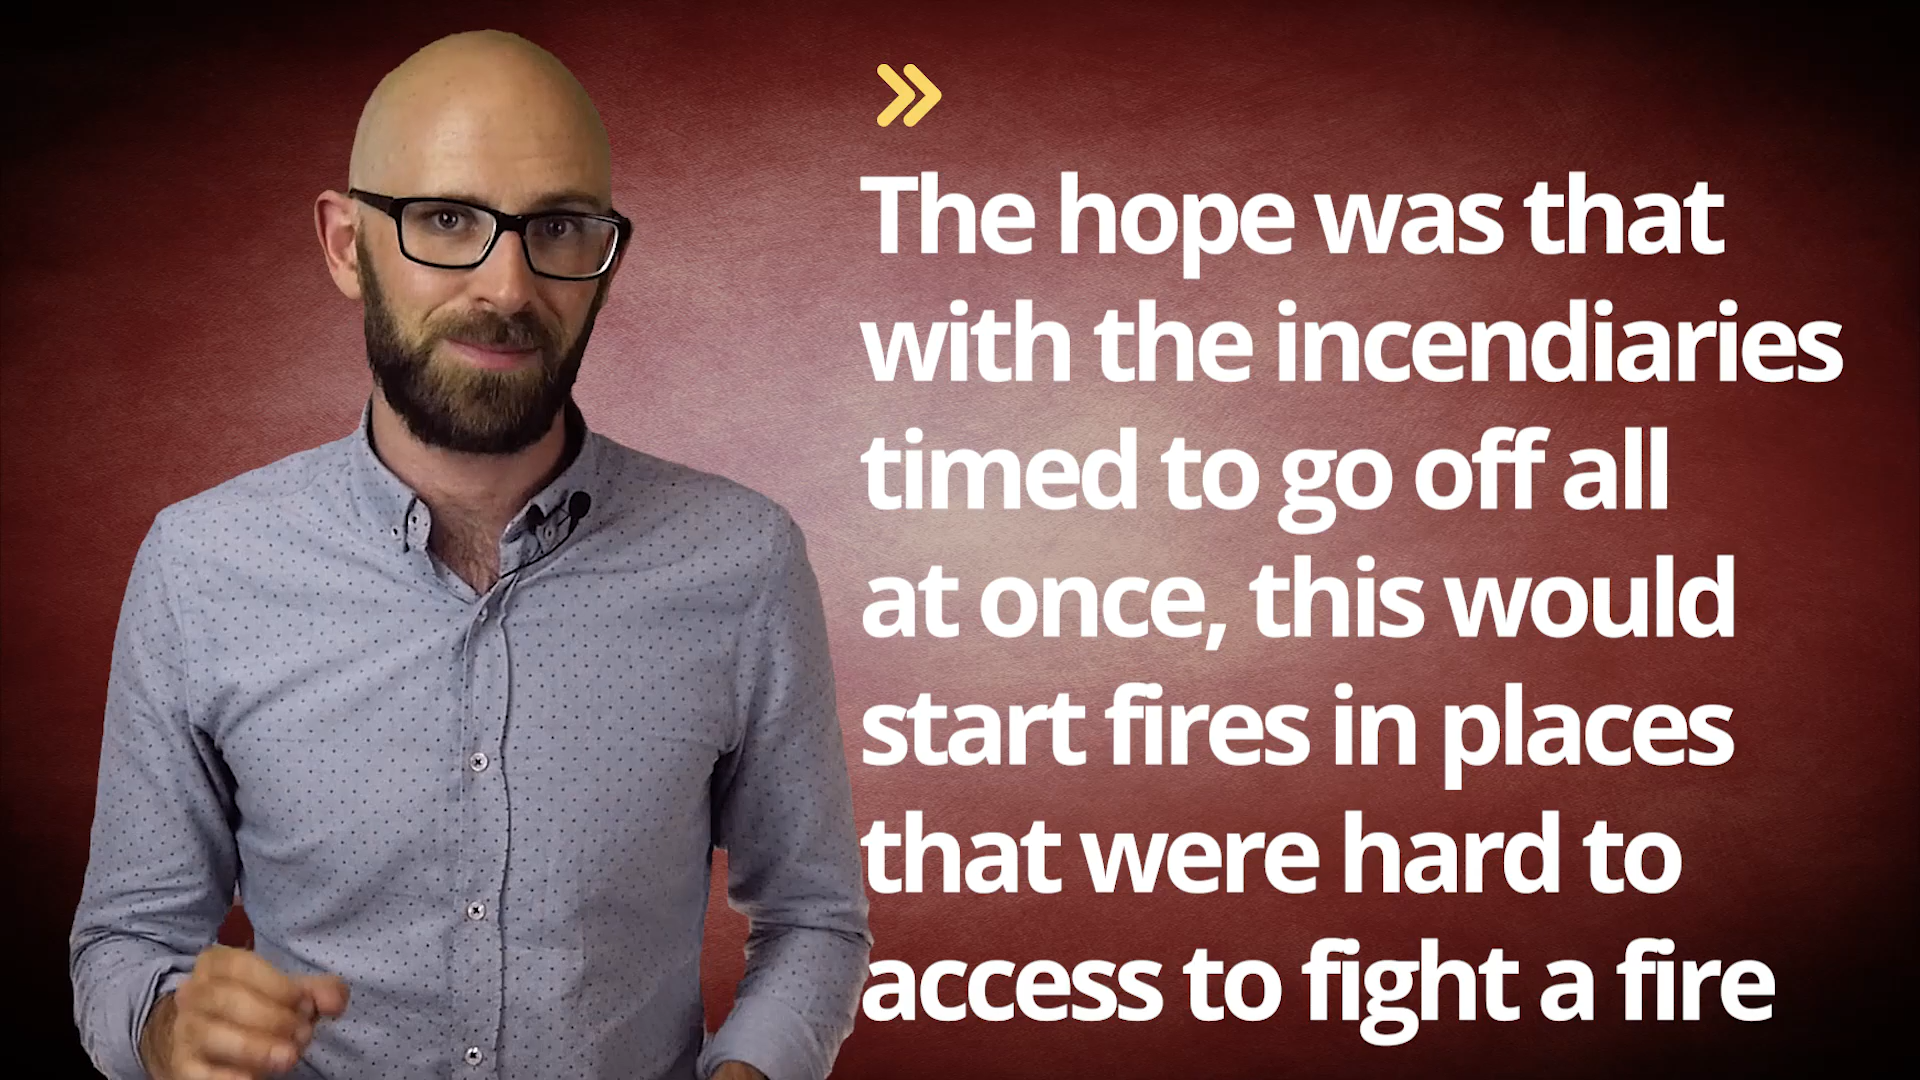 The hope was that
with the incendiaries
timed to go off all
at once, this would
start fires in places
that were hard to
access to fight a fire